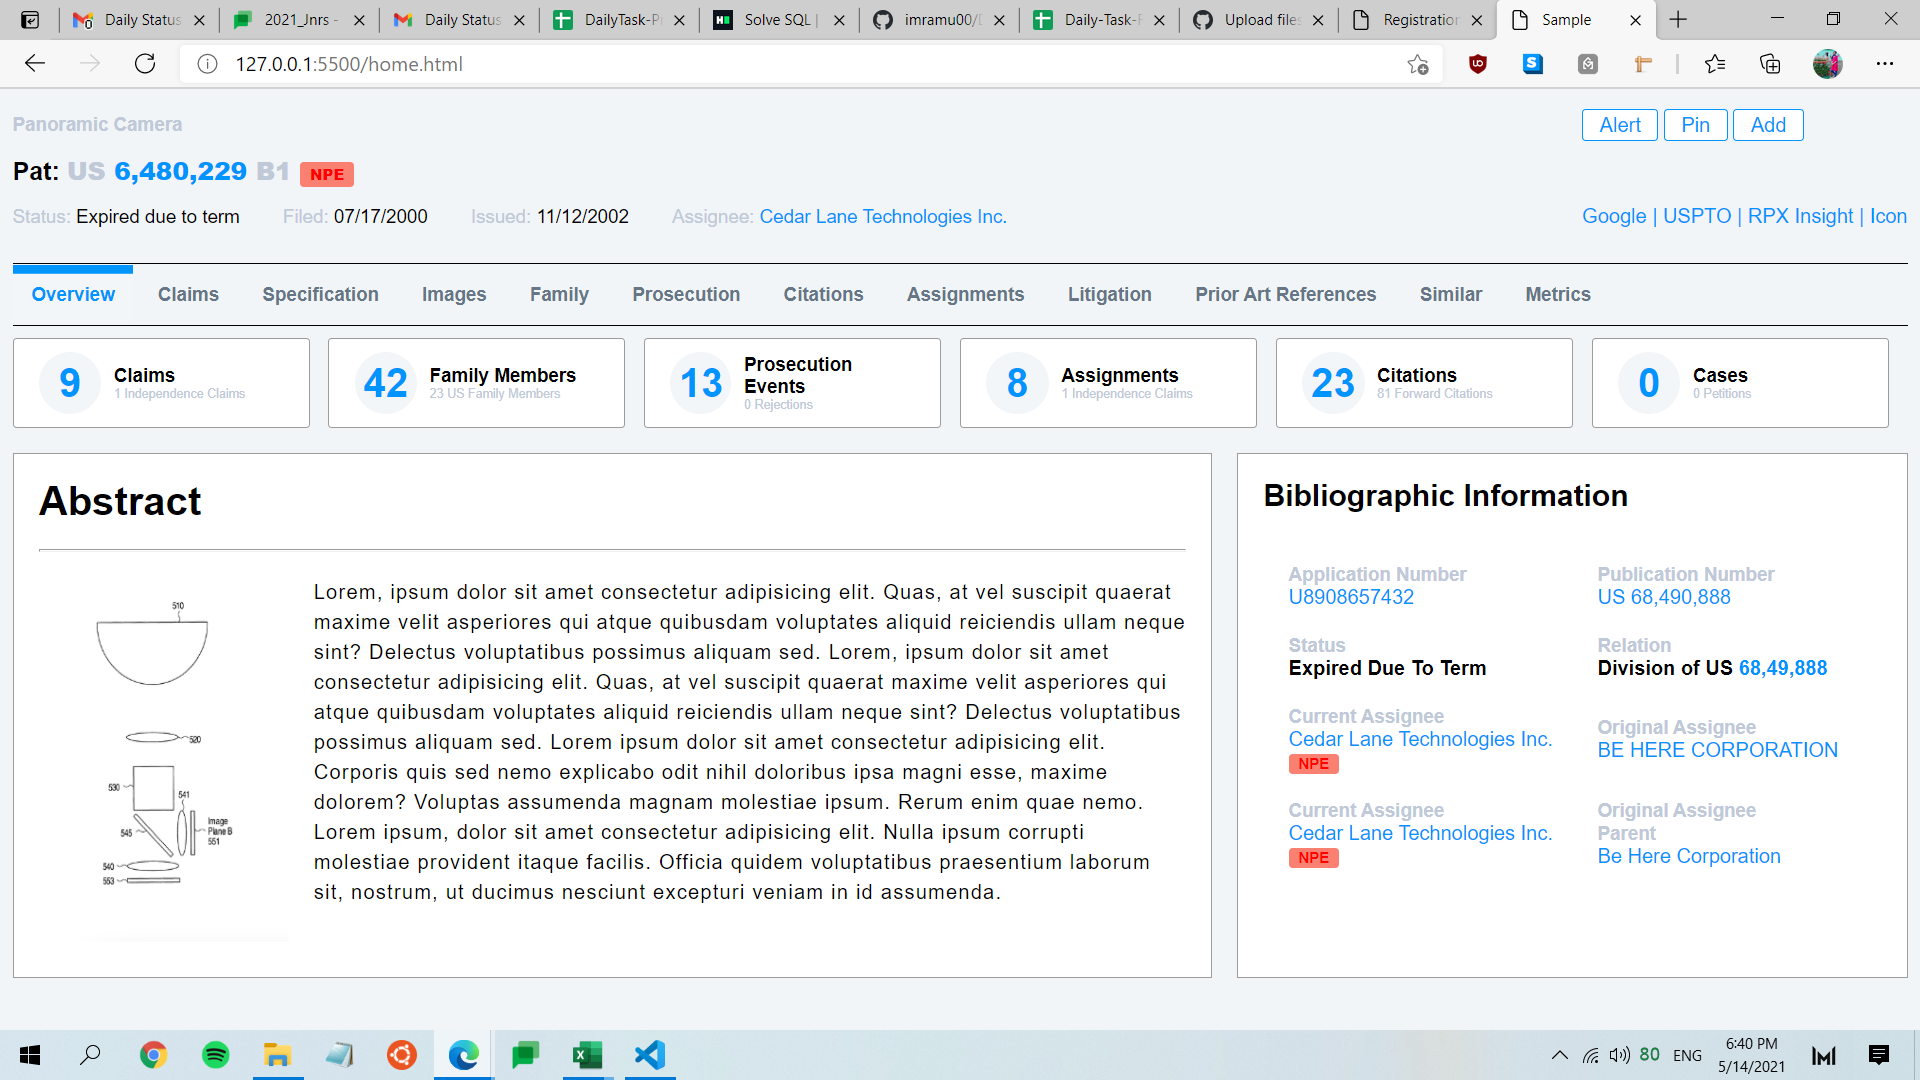 Daily Status
2021_Jnrs -
Daily Status
DailyTask-P
Solve SQL |
imramu00/
Daily-Task-
Upload files
Registration
Sample
127.0.0.1:5500/home.html
Panoramic Camera
Alert
Pin
Add
Pat: US 6,480,229 B1 NPE
Status: Expired due to term
Filed: 07/17/2000
Issued: 11/12/2002
Assignee: Cedar Lane Technologies Inc.
Google | USPTO | RPX Insight | Icon
Overview
Claims
Specification
Images
Family
Prosecution
Citations
Assignments
Litigation
Prior Art References
Similar
Metrics
9
Claims
1 Independence Claims
42
Family Members
23 US Family Members
13
Prosecution
Events
0 Rejections
8
Assignments
1 Independence Claims
23
Citations
81 Forward Citations
0
Cases
0 Petitions
Abstract
510
520
530
541
545
Image
Plane B
551
540
553
Lorem, ipsum dolor sit amet consectetur adipisicing elit. Quas, at vel suscipit quaerat
maxime velit asperiores qui atque quibusdam voluptates aliquid reiciendis ullam neque
sint? Delectus voluptatibus possimus aliquam sed. Lorem, ipsum dolor sit amet
consectetur adipisicing elit. Quas, at vel suscipit quaerat maxime velit asperiores qui
atque quibusdam voluptates aliquid reiciendis ullam neque sint? Delectus voluptatibus
possimus aliquam sed. Lorem ipsum dolor sit amet consectetur adipisicing elit.
Corporis quis sed nemo explicabo odit nihil doloribus ipsa magni esse, maxime
dolorem? Voluptas assumenda magnam molestiae ipsum. Rerum enim quae nemo.
Lorem ipsum, dolor sit amet consectetur adipisicing elit. Nulla ipsum corrupti
molestiae provident itaque facilis. Officia quidem voluptatibus praesentium laborum
sit, nostrum, ut ducimus nesciunt excepturi veniam in id assumenda.
Bibliographic Information
Application Number
U8908657432
Publication Number
US 68,490,888
Status
Expired Due To Term
Relation
Division of US 68,49,888
Current Assignee
Cedar Lane Technologies Inc.
NPE
Original Assignee
BE HERE CORPORATION
Current Assignee
Cedar Lane Technologies Inc.
NPE
Original Assignee
Parent
Be Here Corporation
80
ENG
6:40 PM
5/14/2021